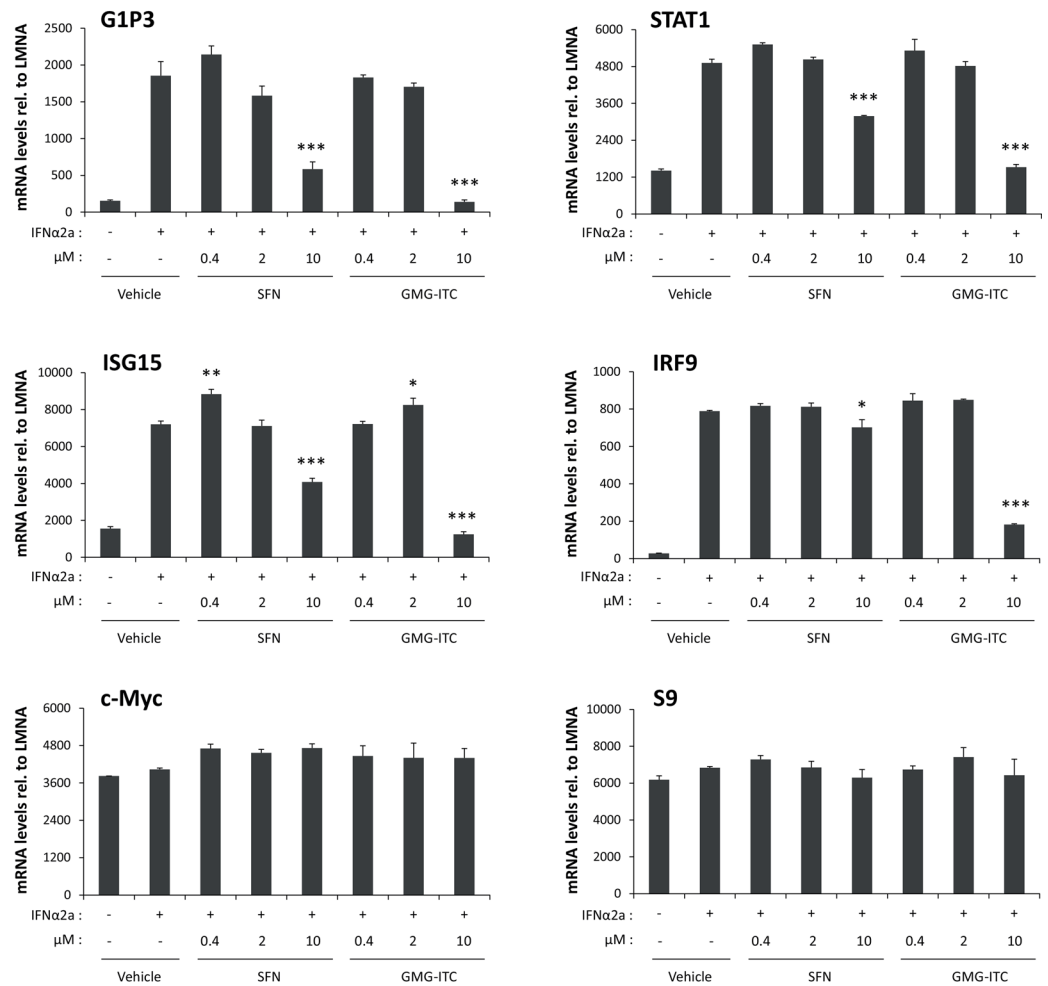 G1P3
mRNA levels rel. to LMNA
2500
2000
1500
1000
500
0
*** ***
IFNα2a : - + + + + + + +
µM : - - 0.4 2 10 0.4 2 10
Vehicle SFN GMG-ITC
STAT1
mRNA levels rel. to LMNA
6000
4800
3600
2400
1200
0
*** ***
IFNα2a : - + + + + + + +
µM : - - 0.4 2 10 0.4 2 10
Vehicle SFN GMG-ITC
ISG15
mRNA levels rel. to LMNA
10000
8000
6000
4000
2000
0
** *** * ***
IFNα2a : - + + + + + + +
µM : - - 0.4 2 10 0.4 2 10
Vehicle SFN GMG-ITC
IRF9
mRNA levels rel. to LMNA
1000
800
600
400
200
0
* ***
IFNα2a : - + + + + + + +
µM : - - 0.4 2 10 0.4 2 10
Vehicle SFN GMG-ITC
c-Myc
mRNA levels rel. to LMNA
6000
4800
3600
2400
1200
0
IFNα2a : - + + + + + + +
µM : - - 0.4 2 10 0.4 2 10
Vehicle SFN GMG-ITC
S9
mRNA levels rel. to LMNA
10000
8000
6000
4000
2000
0
IFNα2a : - + + + + + + +
µM : - - 0.4 2 10 0.4 2 10
Vehicle SFN GMG-ITC